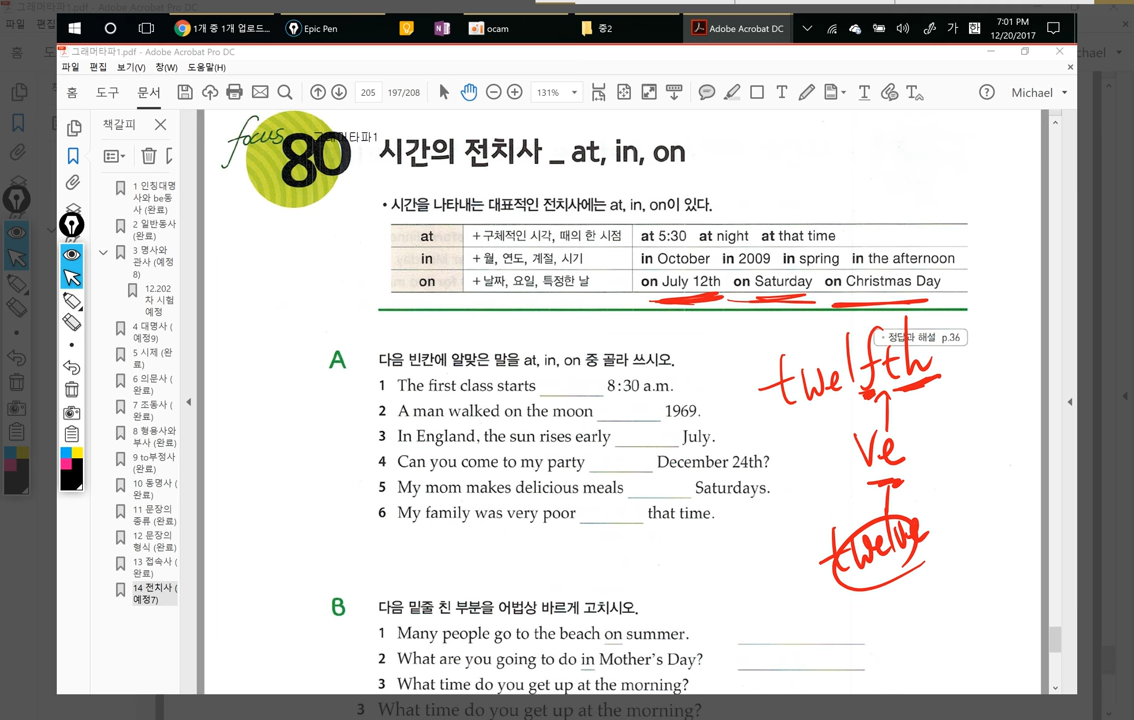 1개 중 1개 업로드...
Epic Pen
ocam
중2
Adobe Acrobat Pro DC
가
한
7:01 PM
12/20/2017
그래머타파1.pdf - Adobe Acrobat Pro DC
파일 편집 보기(V) 창(W) 도움말(H)
홈 도구 문서
205
197/208
131%
Michael
책갈피
1 인칭대명
사와 be동
사 (완료)
2 일반동사
(완료)
3 명사와
관사 (예정
8)
12.202
차 시험
예정
4 대명사 (
예정9)
5 시제 (완
료)
6 의문사 (
완료)
7 조동사 (
완료)
8 형용사와
부사 (완료)
9 to부정사
(완료)
10 동명사 (
완료)
11 문장의
종류 (완료)
12 문장의
형식 (완료)
13 접속사 (
완료)
14 전치사 (
예정7)
focus
80
그래머타파1
시간의 전치사 _ at, in, on
• 시간을 나타내는 대표적인 전치사에는 at, in, on이 있다.
at + 구체적인 시각, 때의 한 시점 at 5:30 at night at that time
in + 월, 연도, 계절, 시기 in October in 2009 in spring in the afternoon
on + 날짜, 요일, 특정한 날 on July 12th on Saturday on Christmas Day
• 정답과 해설 p.36
A 다음 빈칸에 알맞은 말을 at, in, on 중 골라 쓰시오.
1 The first class starts ______ 8:30 a.m.
2 A man walked on the moon ______ 1969.
3 In England, the sun rises early ______ July.
4 Can you come to my party ______ December 24th?
5 My mom makes delicious meals ______ Saturdays.
6 My family was very poor ______ that time.
twelfth
ve
twelve
B 다음 밑줄 친 부분을 어법상 바르게 고치시오.
1 Many people go to the beach on summer.
2 What are you going to do in Mother's Day?
3 What time do you get up at the morning?
3 What time do you get up at the morning?